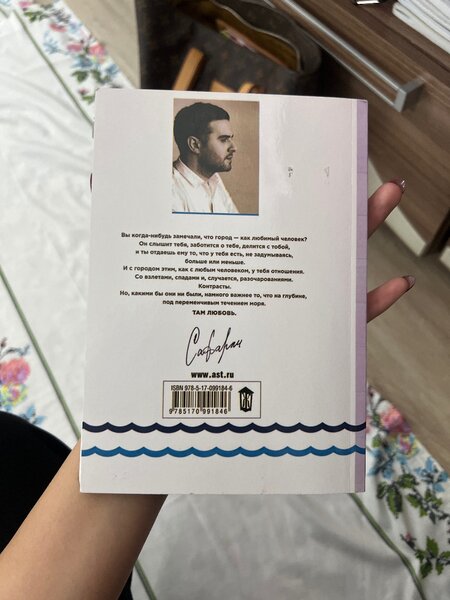 Вы когда-нибудь замечали, что город — как любимый человек?
Он слышит тебя, заботится о тебе, делится с тобой,
и ты отдаешь ему то, что у тебя есть, не задумываясь,
больше или меньше.
И с городом этим, как с любым человеком, у тебя отношения.
Со взлетами, спадами и, случается, разочарованиями.
Контрасты.
Но, какими бы они ни были, намного важнее то, что на глубине,
под переменчивым течением моря.
ТАМ ЛЮБОВЬ.
Сафарли
www.ast.ru
ISBN 978-5-17-099184-6
9785170991846